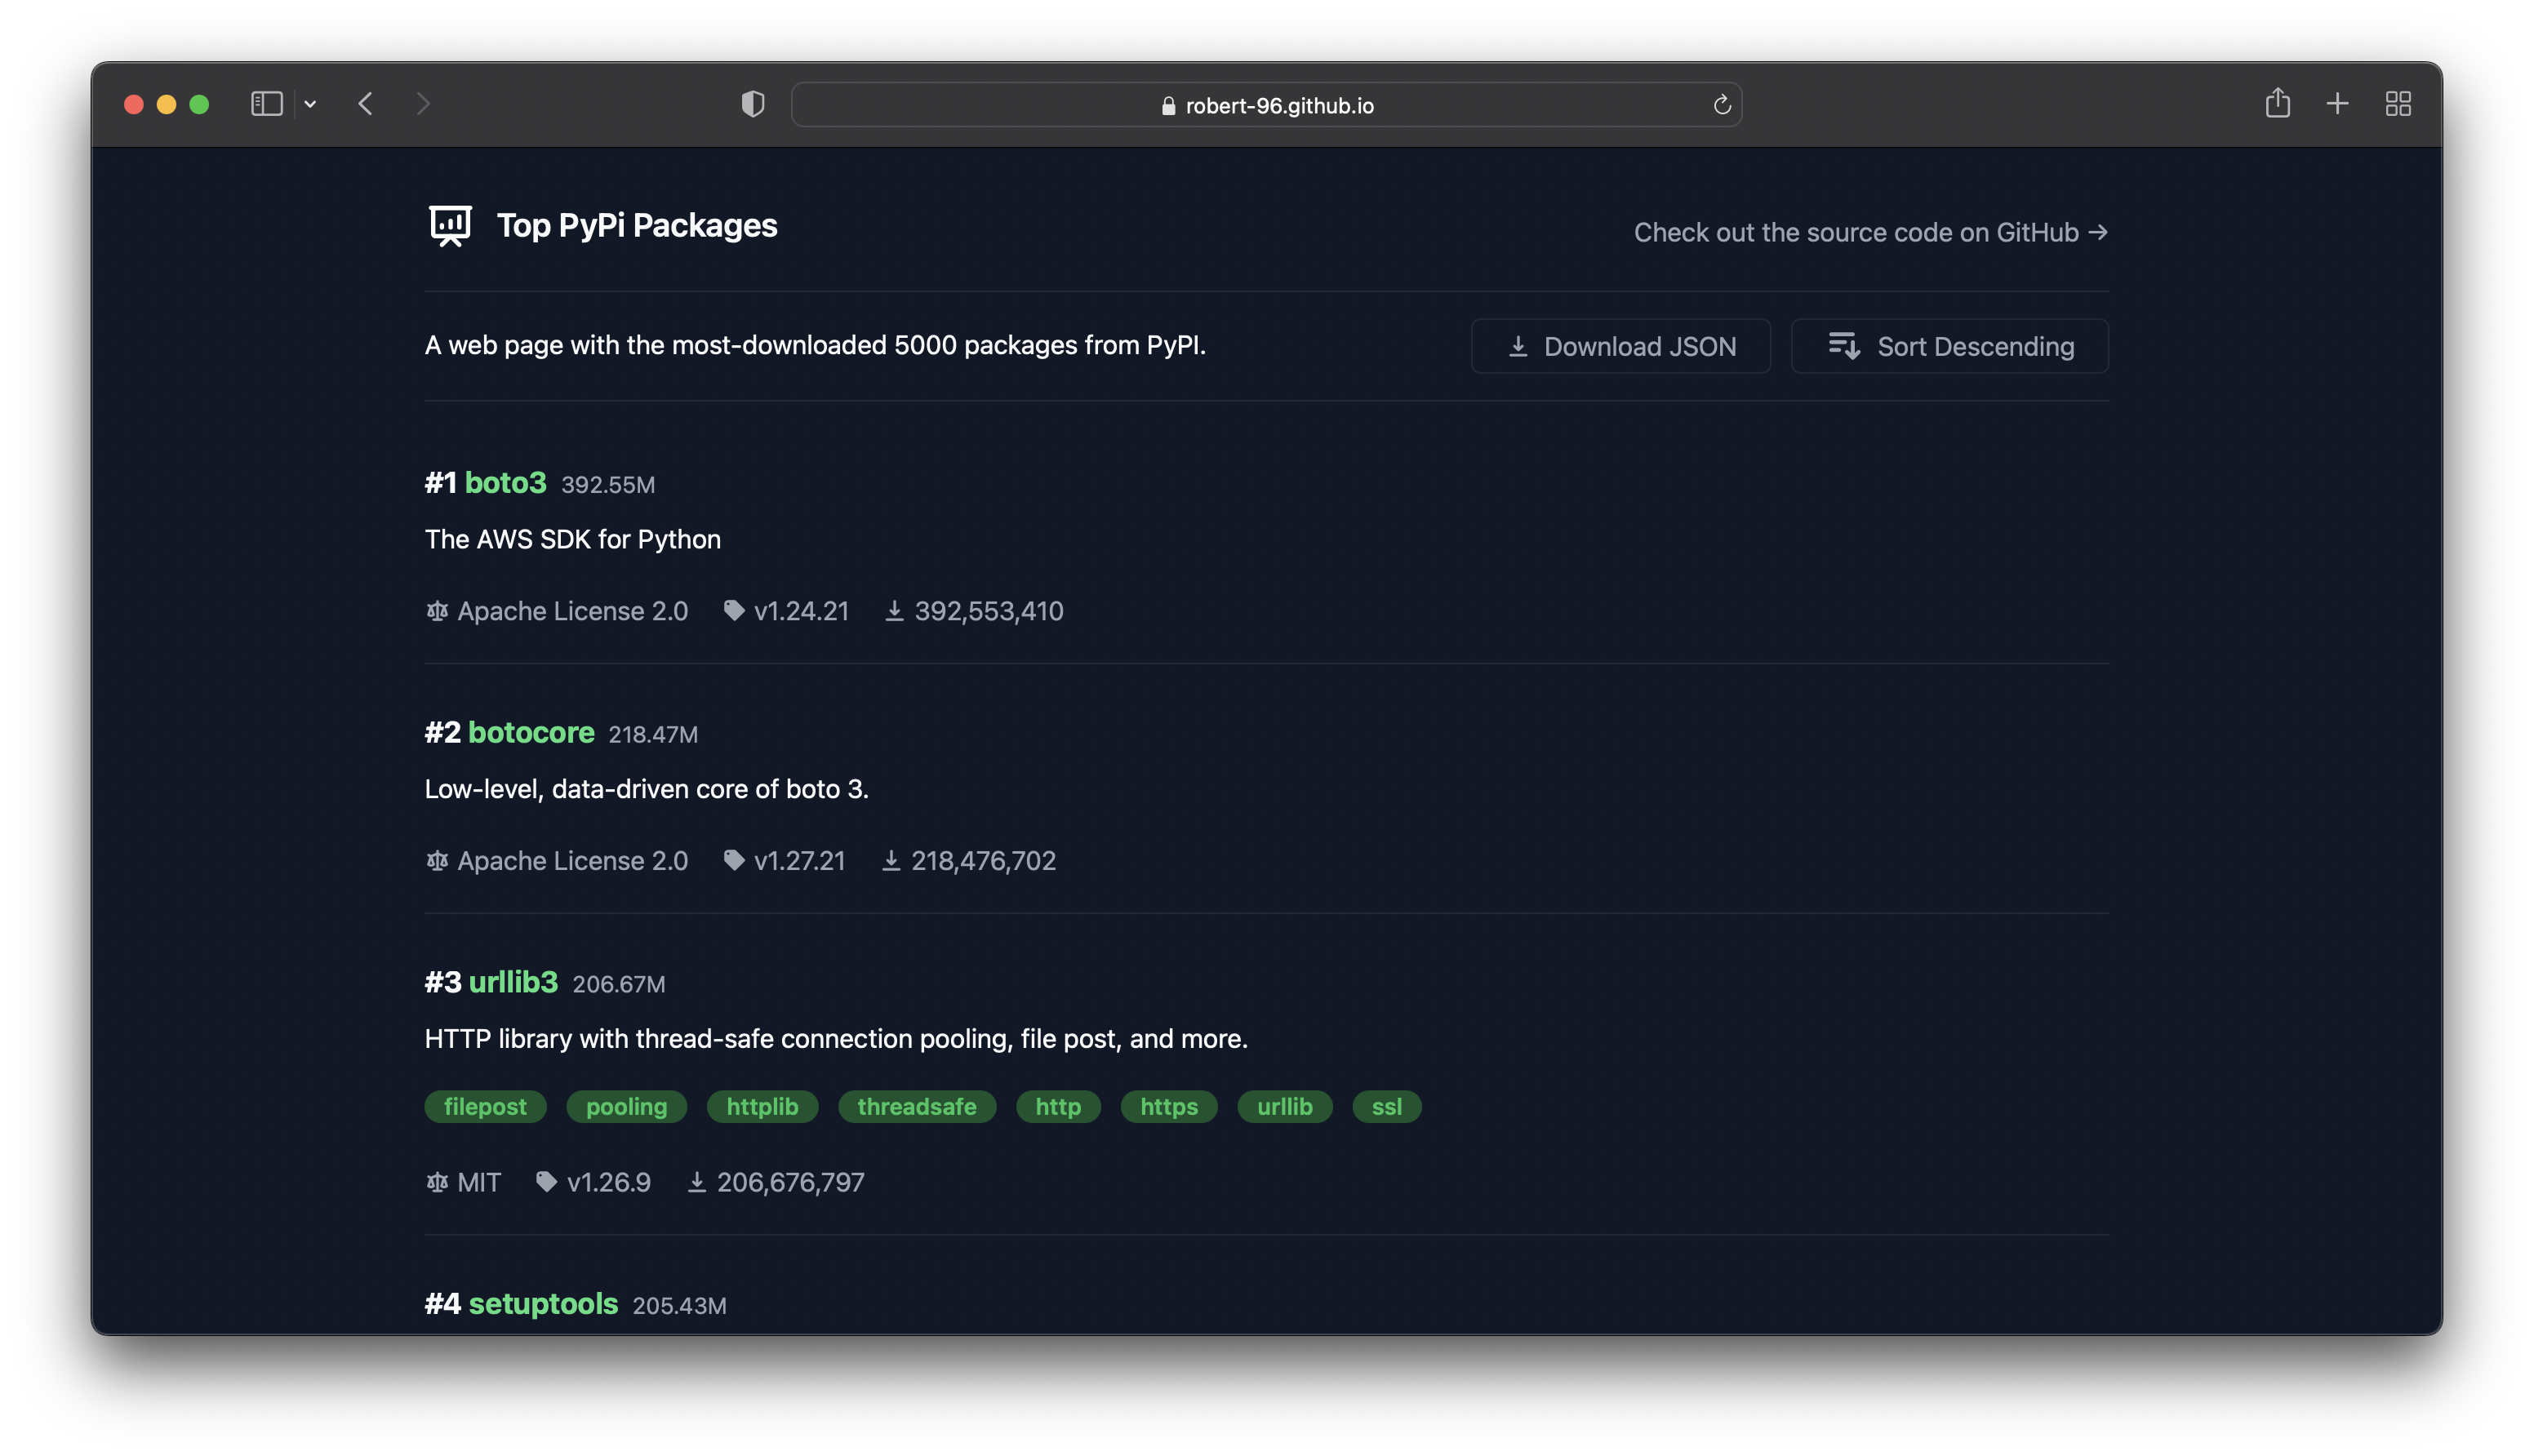 robert-96.github.io
Top PyPi Packages
Check out the source code on GitHub →
A web page with the most-downloaded 5000 packages from PyPI.
Download JSON
Sort Descending
#1 boto3 392.55M
The AWS SDK for Python
Apache License 2.0 v1.24.21 392,553,410
#2 botocore 218.47M
Low-level, data-driven core of boto 3.
Apache License 2.0 v1.27.21 218,476,702
#3 urllib3 206.67M
HTTP library with thread-safe connection pooling, file post, and more.
filepost pooling httplib threadsafe http https urllib ssl
MIT v1.26.9 206,676,797
#4 setuptools 205.43M